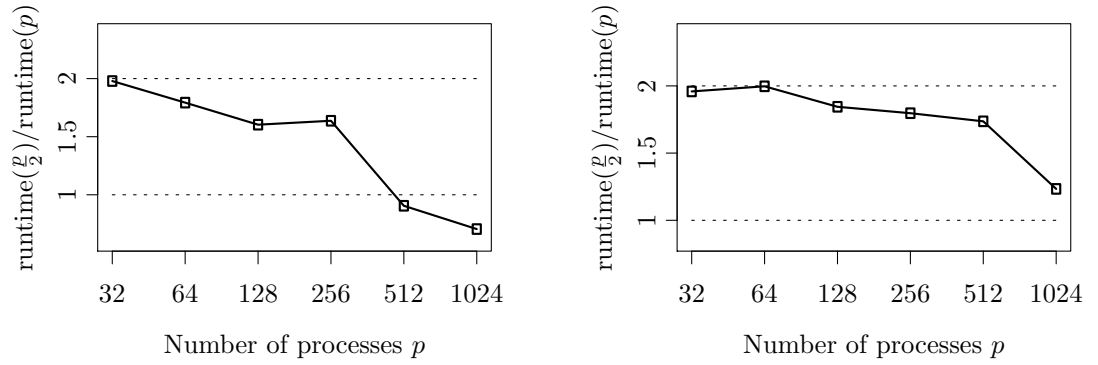 runtime(p/2)/runtime(p)
2
1.5
1
32 64 128 256 512 1024
Number of processes p
runtime(p/2)/runtime(p)
2
1.5
1
32 64 128 256 512 1024
Number of processes p